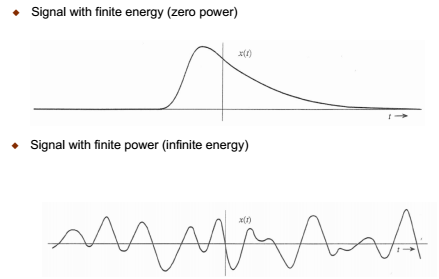 Signal with finite energy (zero power)
x(t)
t →
Signal with finite power (infinite energy)
x(t)
t →